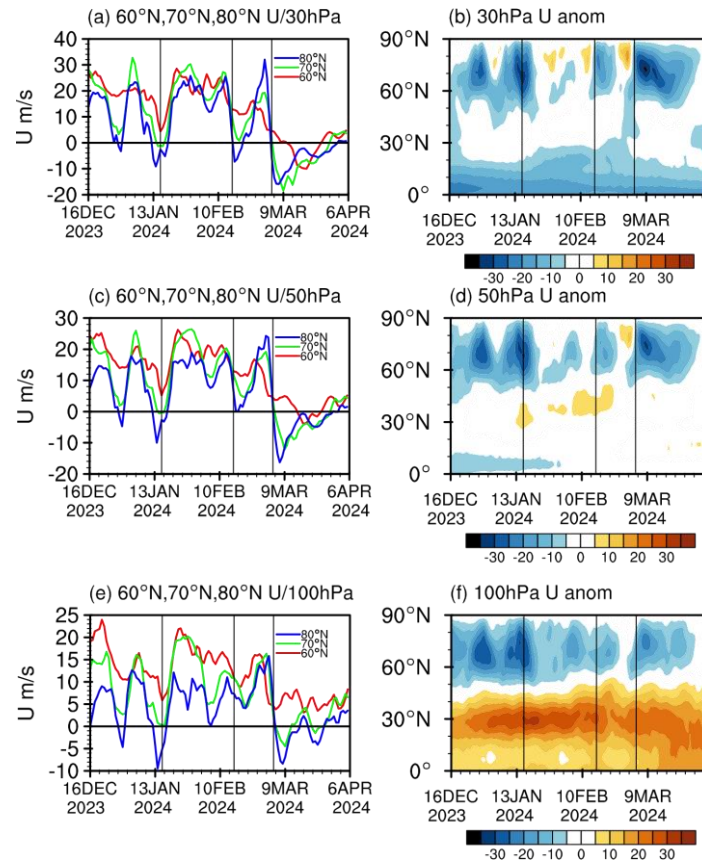 (a) 60°N,70°N,80°N U/30hPa
U m/s
40
30
20
10
0
-10
-20
80°N
70°N
60°N
16DEC 13JAN 10FEB 9MAR 6APR
2023 2024 2024 2024 2024
(b) 30hPa U anom
90°N
60°N
30°N
0°
16DEC 13JAN 10FEB 9MAR
2023 2024 2024 2024
-30 -20 -10 0 10 20 30
(c) 60°N,70°N,80°N U/50hPa
U m/s
30
20
10
0
-10
-20
80°N
70°N
60°N
16DEC 13JAN 10FEB 9MAR 6APR
2023 2024 2024 2024 2024
(d) 50hPa U anom
90°N
60°N
30°N
0°
16DEC 13JAN 10FEB 9MAR
2023 2024 2024 2024
-30 -20 -10 0 10 20 30
(e) 60°N,70°N,80°N U/100hPa
U m/s
25
20
15
10
5
0
-5
-10
80°N
70°N
60°N
16DEC 13JAN 10FEB 9MAR 6APR
2023 2024 2024 2024 2024
(f) 100hPa U anom
90°N
60°N
30°N
0°
16DEC 13JAN 10FEB 9MAR
2023 2024 2024 2024
-30 -20 -10 0 10 20 30